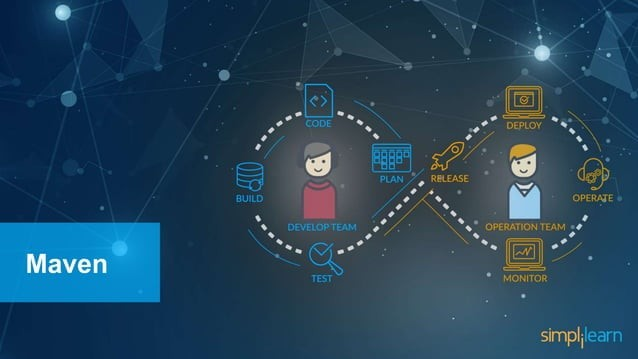 CODE
DEPLOY
PLAN
RELEASE
BUILD
OPERATE
DEVELOP TEAM
OPERATION TEAM
Maven
TEST
MONITOR
simplilearn